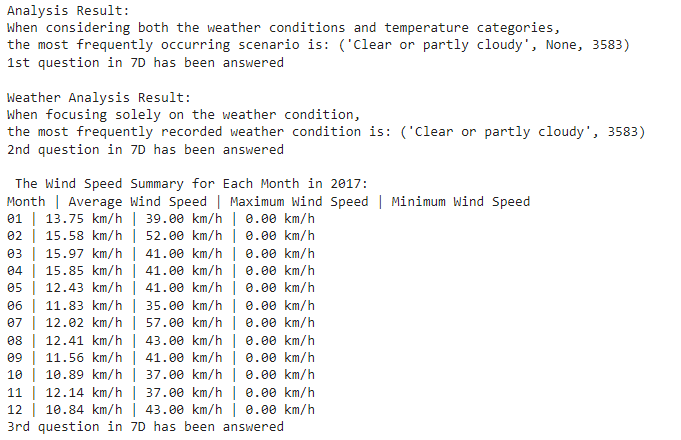 Analysis Result:
When considering both the weather conditions and temperature categories,
the most frequently occurring scenario is: ('Clear or partly cloudy', None, 3583)
1st question in 7D has been answered
Weather Analysis Result:
When focusing solely on the weather condition,
the most frequently recorded weather condition is: ('Clear or partly cloudy', 3583)
2nd question in 7D has been answered
The Wind Speed Summary for Each Month in 2017:
Month | Average Wind Speed | Maximum Wind Speed | Minimum Wind Speed
01 | 13.75 km/h | 39.00 km/h | 0.00 km/h
02 | 15.58 km/h | 52.00 km/h | 0.00 km/h
03 | 15.97 km/h | 41.00 km/h | 0.00 km/h
04 | 15.85 km/h | 41.00 km/h | 0.00 km/h
05 | 12.43 km/h | 41.00 km/h | 0.00 km/h
06 | 11.83 km/h | 35.00 km/h | 0.00 km/h
07 | 12.02 km/h | 57.00 km/h | 0.00 km/h
08 | 12.41 km/h | 43.00 km/h | 0.00 km/h
09 | 11.56 km/h | 41.00 km/h | 0.00 km/h
10 | 10.89 km/h | 37.00 km/h | 0.00 km/h
11 | 12.14 km/h | 37.00 km/h | 0.00 km/h
12 | 10.84 km/h | 43.00 km/h | 0.00 km/h
3rd question in 7D has been answered